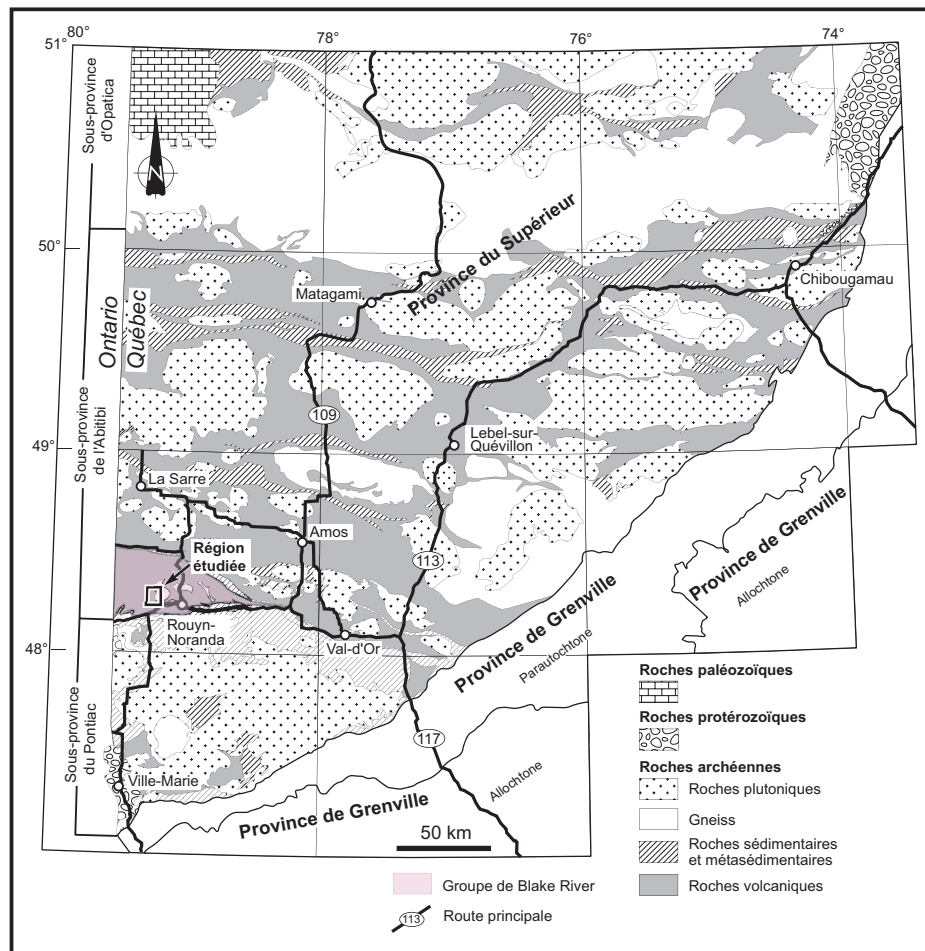 80°
78°
76°
74°
51°
Sous-province
d'Opatica
N
50°
Province du Supérieur
Chibougamau
Matagami
Ontario
Québec
Sous-province
de l'Abitibi
109
Lebel-sur-
Quévillon
49°
La Sarre
Amos
Région
étudiée
113
Province de Grenville
Allochtone
Rouyn-
Noranda
Val-d'Or
48°
Province de Grenville
Parautochtone
Sous-province
du Pontiac
117
Ville-Marie
Allochtone
Province de Grenville
50 km
Roches paléozoïques
Roches protérozoïques
Roches archéennes
Roches plutoniques
Gneiss
Roches sédimentaires
et métasédimentaires
Roches volcaniques
Groupe de Blake River
113 Route principale